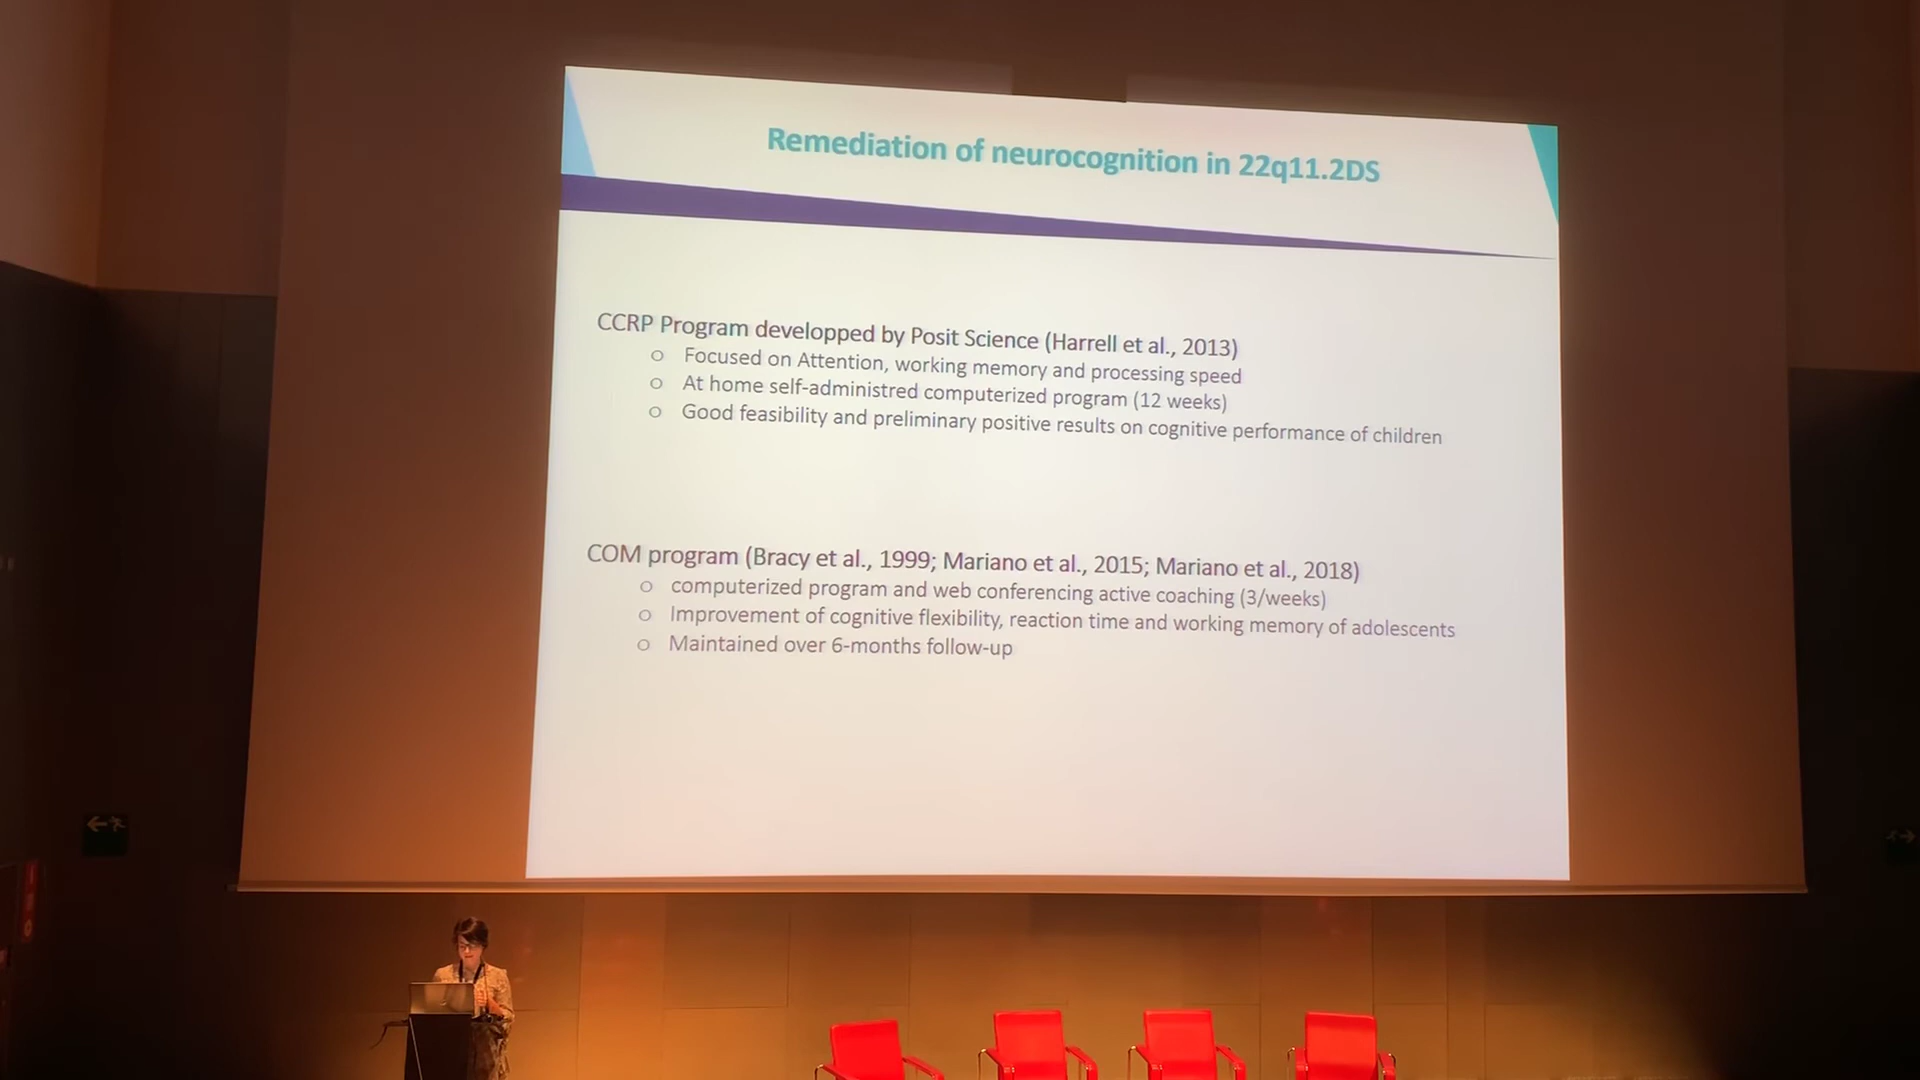 Remediation of neurocognition in 22q11.2DS
CCRP Program developped by Posit Science (Harrell et al., 2013)
○ Focused on Attention, working memory and processing speed
○ At home self-administred computerized program (12 weeks)
○ Good feasibility and preliminary positive results on cognitive performance of children
COM program (Bracy et al., 1999; Mariano et al., 2015; Mariano et al., 2018)
○ computerized program and web conferencing active coaching (3/weeks)
○ Improvement of cognitive flexibility, reaction time and working memory of adolescents
○ Maintained over 6-months follow-up